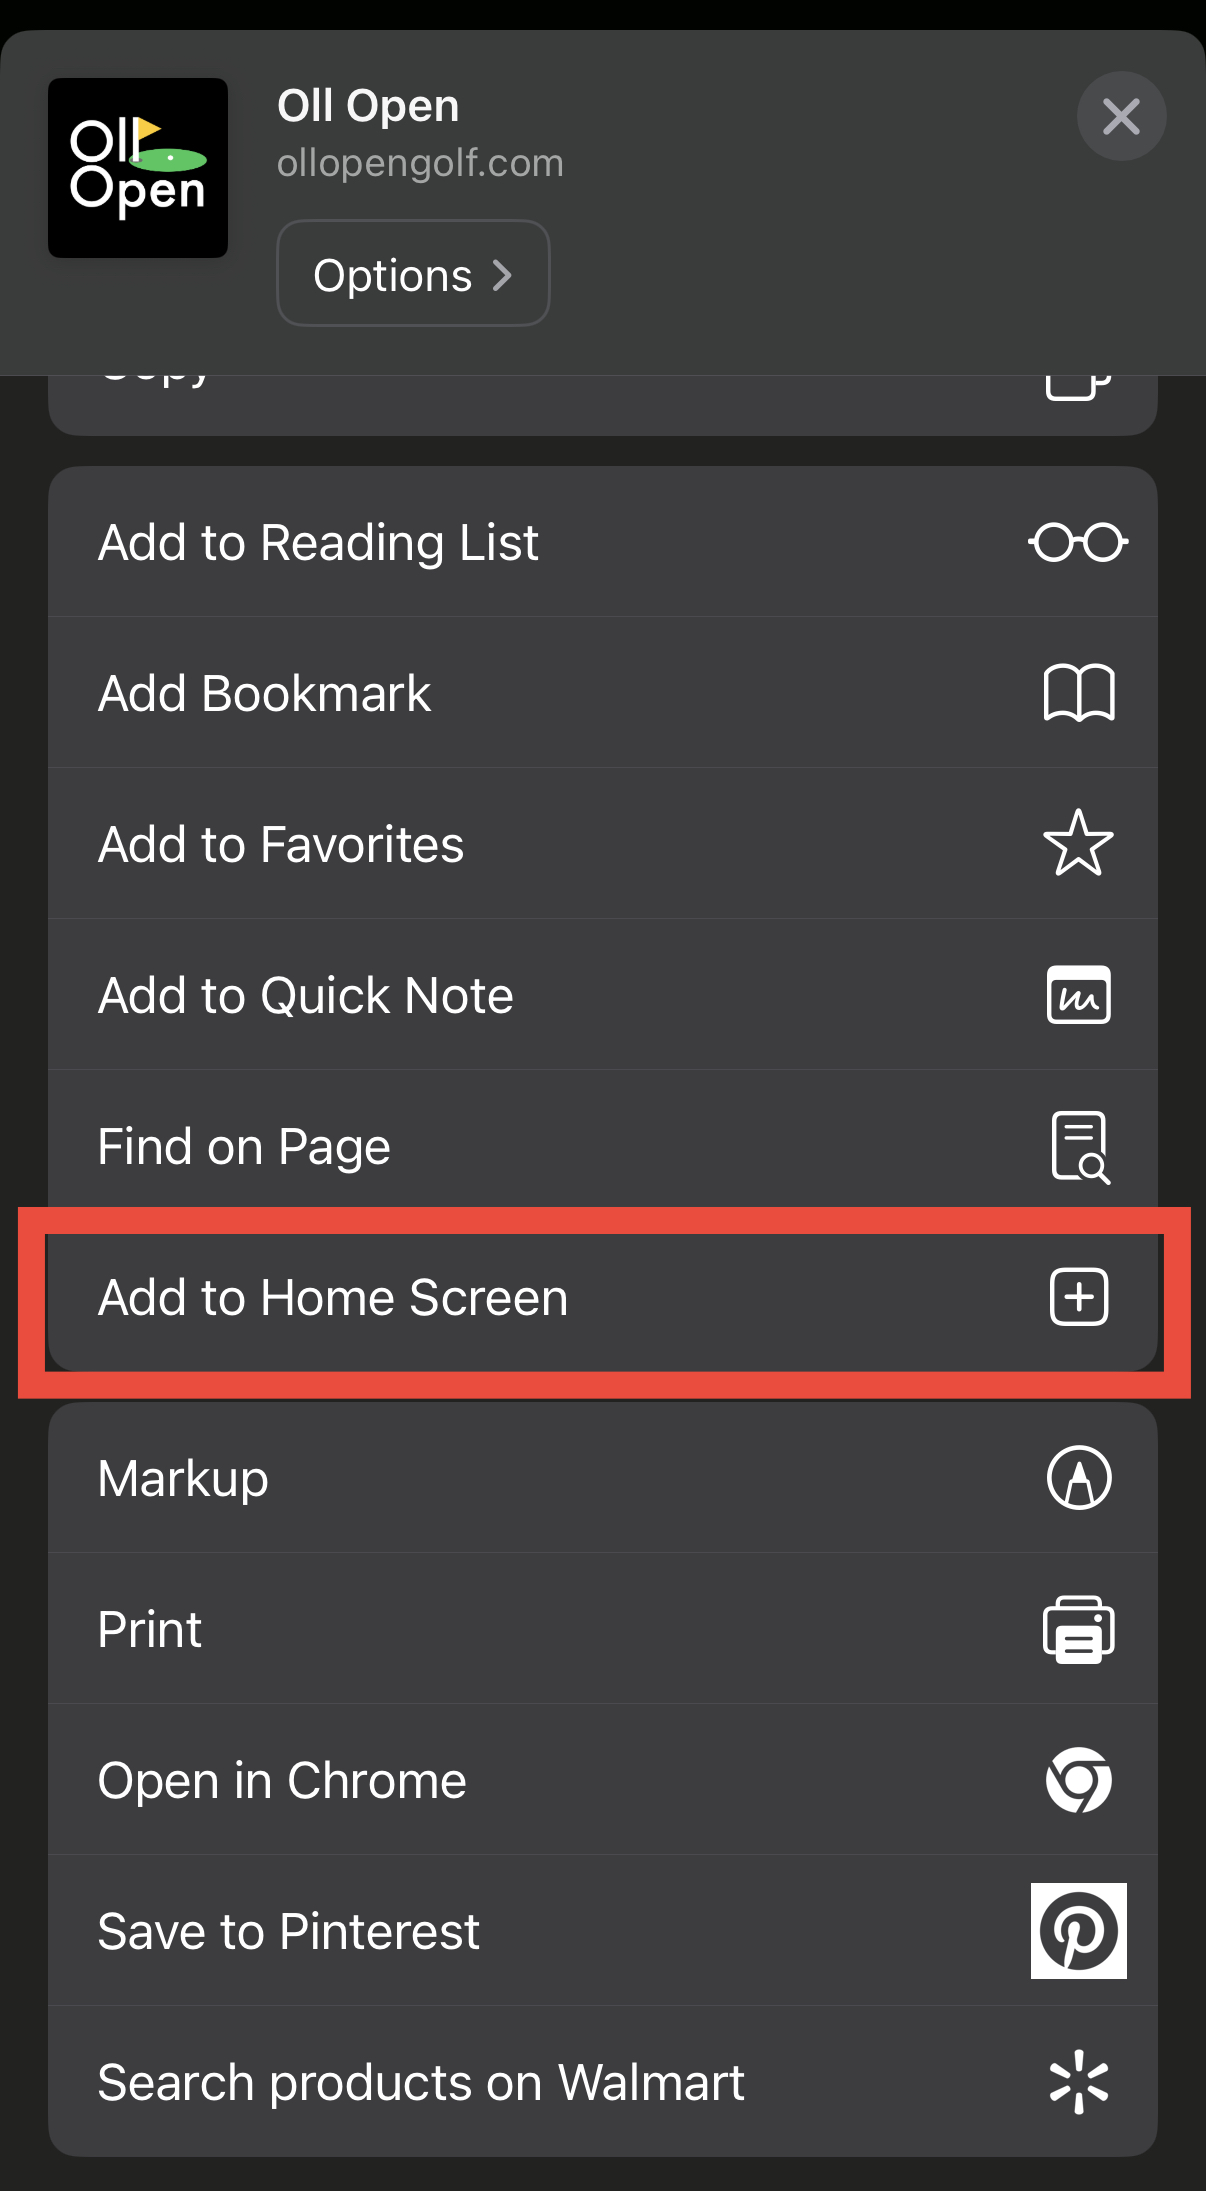 Oll
Open
Oll Open
ollopengolf.com
Options
Copy
Add to Reading List
Add Bookmark
Add to Favorites
Add to Quick Note
Find on Page
Add to Home Screen
Markup
Print
Open in Chrome
Save to Pinterest
Search products on Walmart